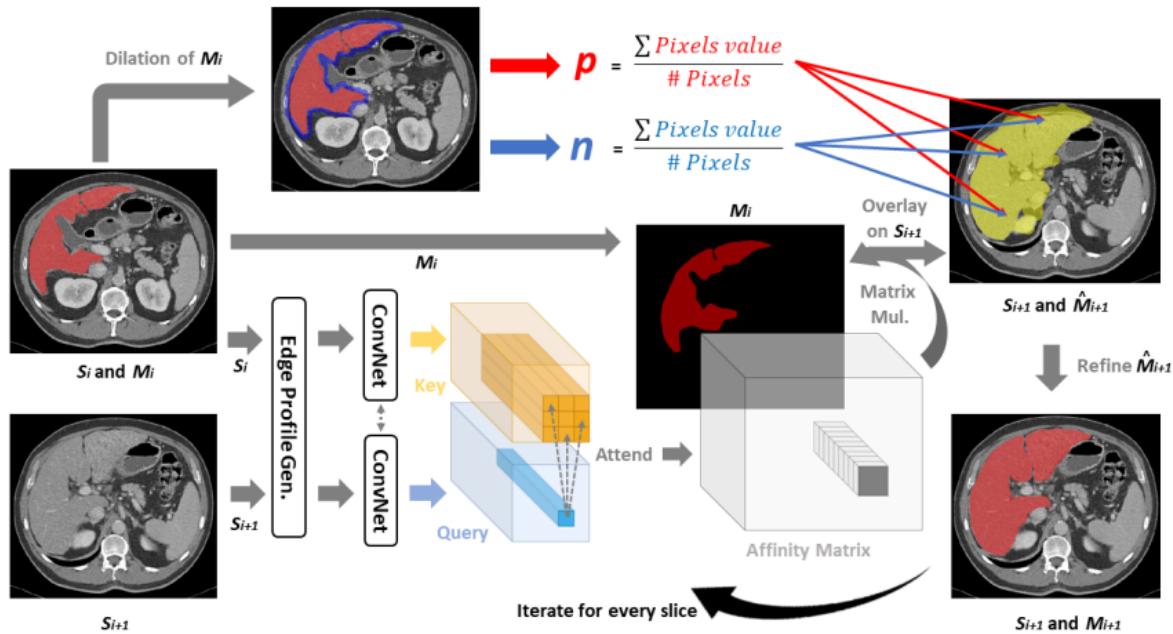 Dilation of Mi
p = ∑ Pixels value / # Pixels
n = ∑ Pixels value / # Pixels
Mi
Overlay
on Si+1
Mi
Matrix
Mul.
Si+1 and M̂i+1
Si and Mi
Si
Edge Profile Gen.
ConvNet
Key
Refine M̂i+1
ConvNet
Attend
Si+1
Query
Affinity Matrix
Iterate for every slice
Si+1
Si+1 and Mi+1